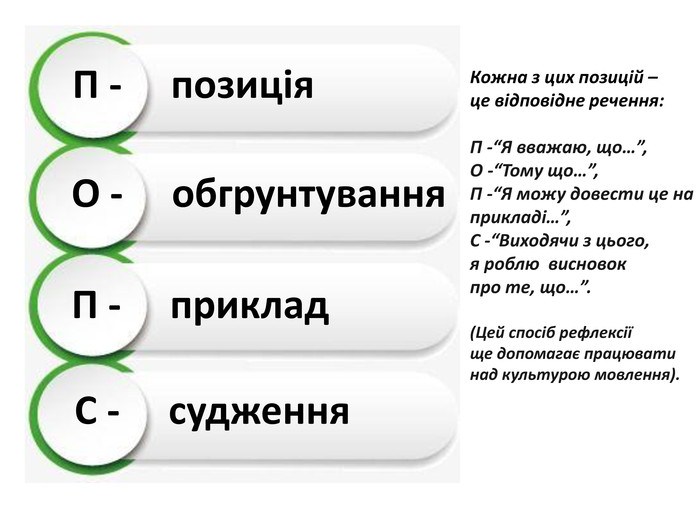 П - позиція
О - обгрунтування
П - приклад
С - судження
Кожна з цих позицій –
це відповідне речення:
П -“Я вважаю, що…”,
О -“Тому що…”,
П -“Я можу довести це на
прикладі…”,
С -“Виходячи з цього,
я роблю висновок
про те, що…”.
(Цей спосіб рефлексії
ще допомагає працювати
над культурою мовлення).